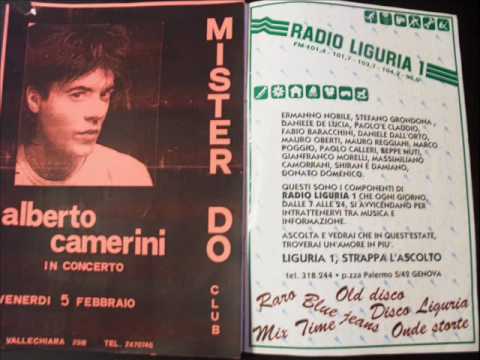 MISTER DO CLUB
alberto
camerini
IN CONCERTO
VENERDI 5 FEBBRAIO
VALLECHIARA 29R TEL. 2470740
RADIO LIGURIA 1
ERMANNO NOBILE, STEFANO GRONDONA,
DANIELE DE LUCIA, PAOLO E CLAUDIO,
FABIO BARACCHINI, DANIELE DALL'ORTO,
MAURO OBERTI, MAURO REGGIANI, MARCO
POGGIO, PAOLO CALLERI, BEPPE MUTI,
GIANFRANCO MORELLI, MASSIMILIANO
CAMORRANI, SHIRAN E DAMIANO,
DONATO DOMENICO.
QUESTI SONO I COMPONENTI DI
RADIO LIGURIA 1 CHE OGNI GIORNO,
DALLE 7 ALLE 24, SI AVVICENDANO PER
INTRATTENERVI TRA MUSICA E
INFORMAZIONE.
ASCOLTA E VEDRAI CHE IN QUEST'ESTATE,
TROVERAI UN'AMORE IN PIU'.
LIGURIA 1, STRAPPA L'ASCOLTO
tel. 318.244 • p.zza Palermo 5/42 GENOVA
Raro Old disco
Blue Jeans Disco Liguria
Mix Time Onde storte